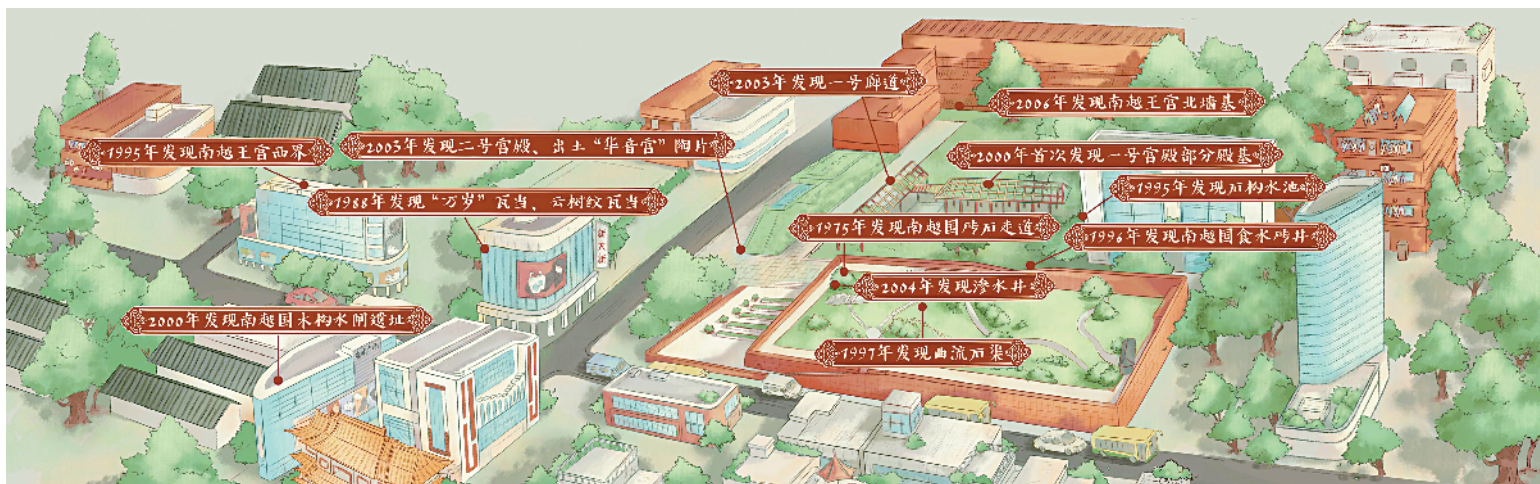 2003年发现一号廊道
2006年发现南越王宫北墙基
1995年发现南越王宫西界
2003年发现二号宫殿、出土“华音宫”陶片
2000年首次发现一号宫殿部分殿基
1988年发现“万岁”瓦当、云树纹瓦当
1995年发现石构水池
1975年发现南越国砖石走道
1996年发现南越国食水砖井
2004年发现渗水井
2000年发现南越国木构水闸遗址
1997年发现曲流石渠
新大新